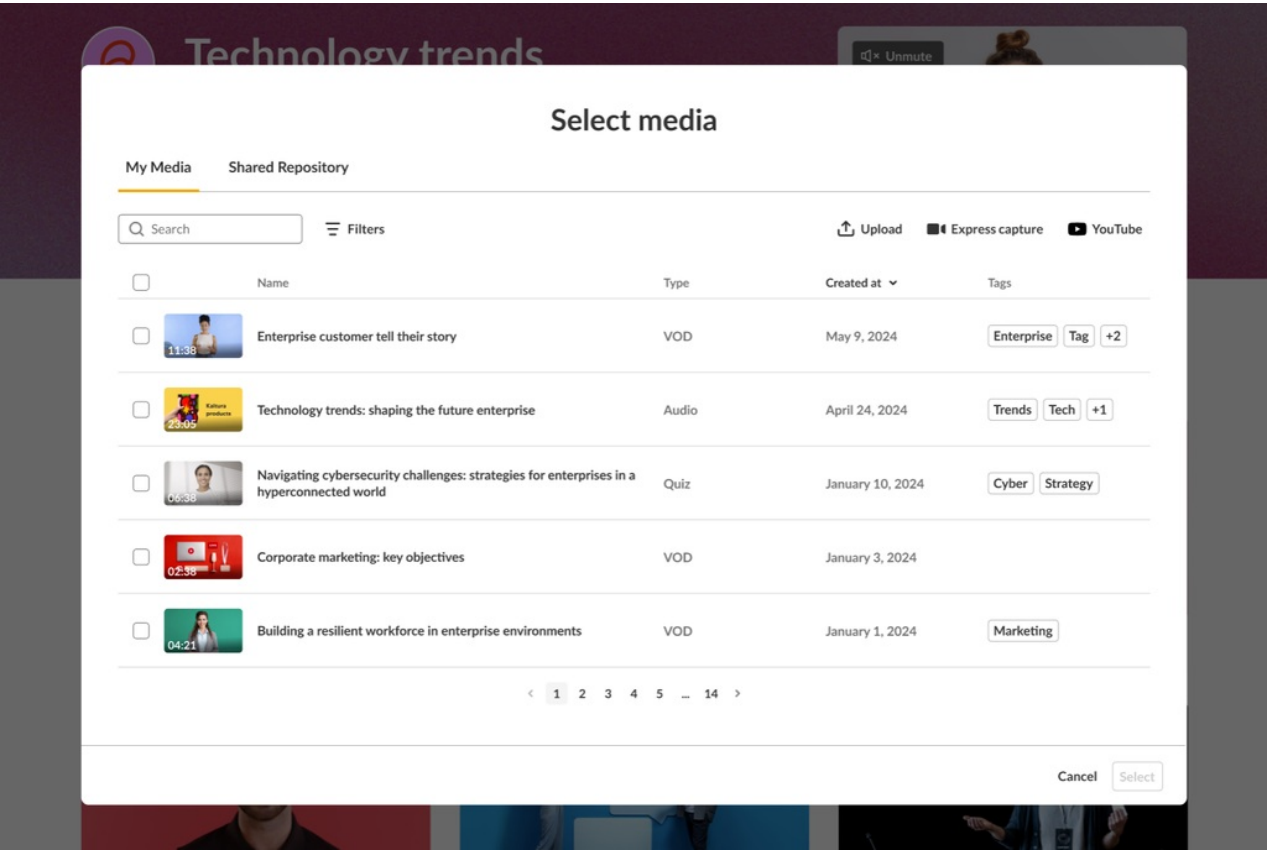 Technology trends
Unmute
Select media
My Media Shared Repository
Search Filters Upload Express capture YouTube
Name Type Created at Tags
11:38 Enterprise customer tell their story VOD May 9, 2024 Enterprise Tag +2
Kaltura
products
23:05 Technology trends: shaping the future enterprise Audio April 24, 2024 Trends Tech +1
Navigating cybersecurity challenges: strategies for enterprises in a
hyperconnected world
06:38 Quiz January 10, 2024 Cyber Strategy
02:38 Corporate marketing: key objectives VOD January 3, 2024
04:21 Building a resilient workforce in enterprise environments VOD January 1, 2024 Marketing
< 1 2 3 4 5 ... 14 >
Cancel Select